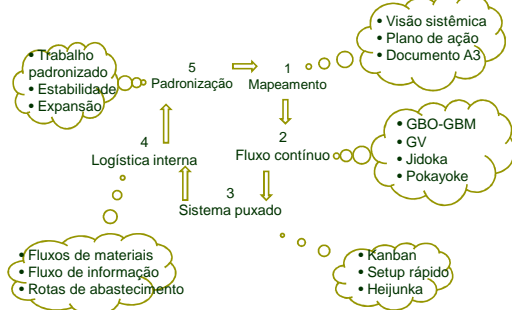 • Visão sistêmica
• Plano de ação
• Documento A3
• Trabalho
padronizado
• Estabilidade
• Expansão
5
Padronização
1
Mapeamento
• GBO-GBM
• GV
• Jidoka
• Pokayoke
4
Logística interna
2
Fluxo contínuo
3
Sistema puxado
• Fluxos de materiais
• Fluxo de informação
• Rotas de abastecimento
• Kanban
• Setup rápido
• Heijunka